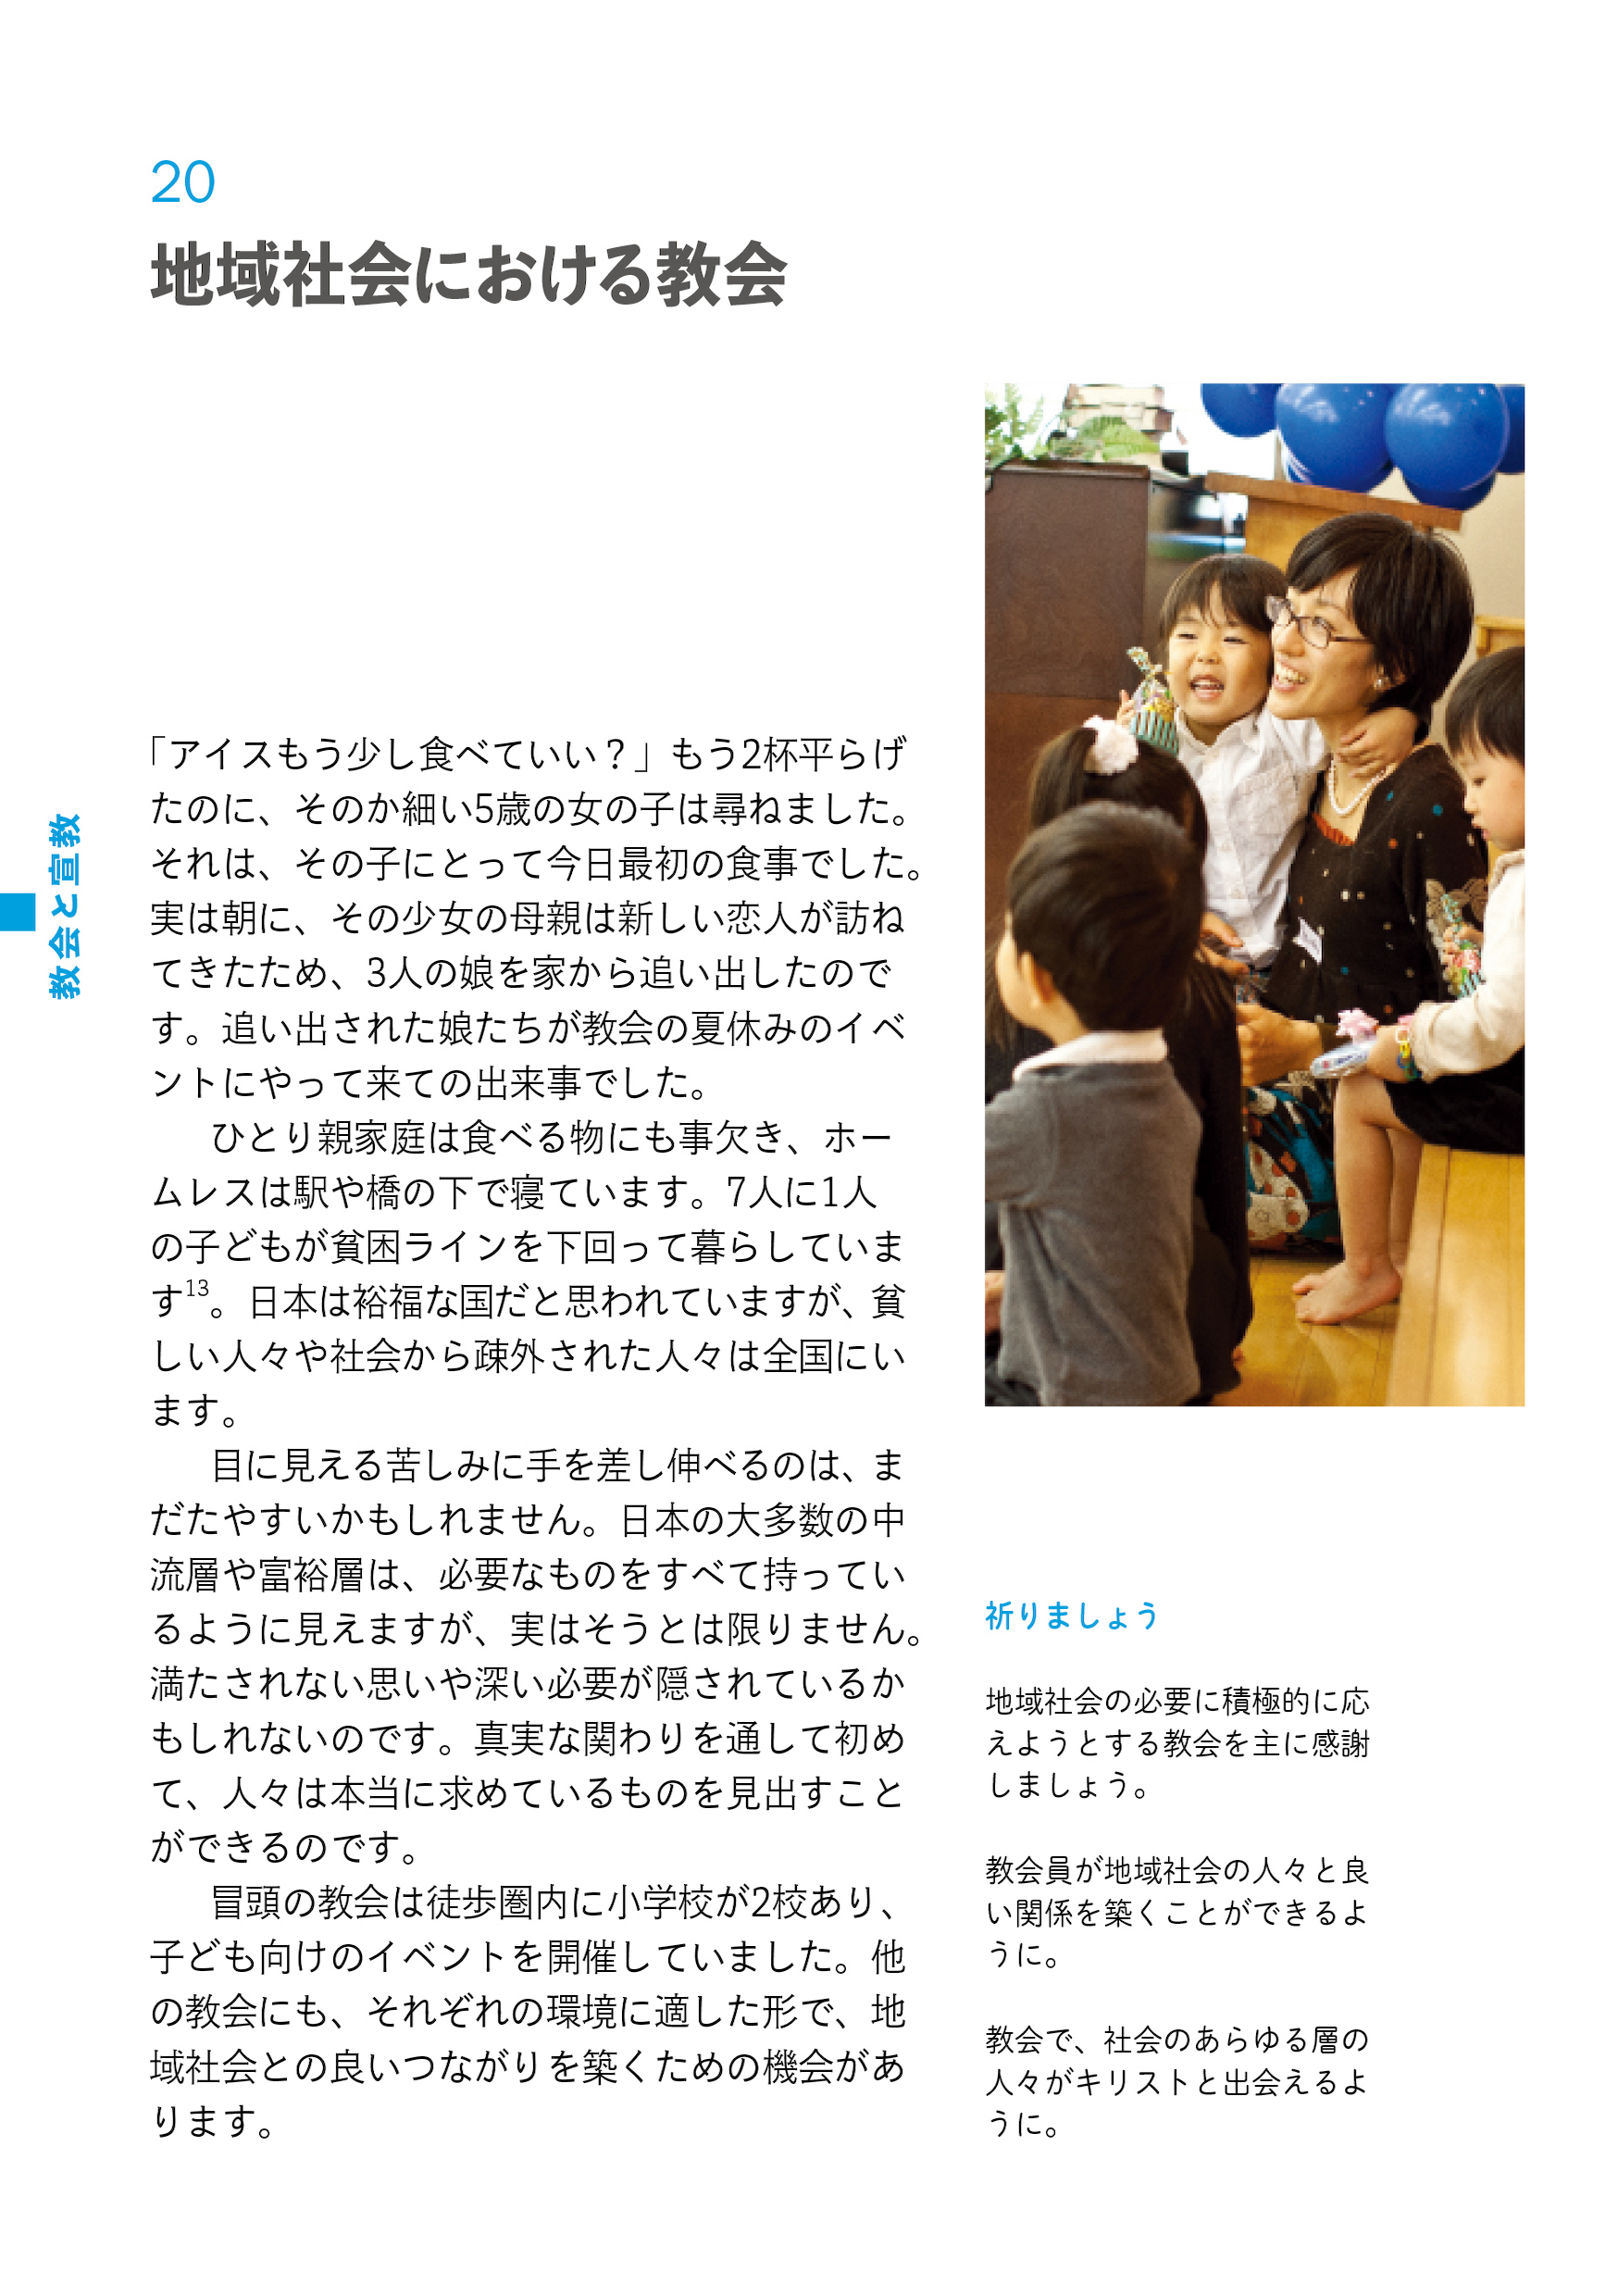 20
地域社会における教会
「アイスもう少し食べていい？」もう2杯平らげ
たのに、そのか細い5歳の女の子は尋ねました。
それは、その子にとって今日最初の食事でした。
実は朝に、その少女の母親は新しい恋人が訪ね
てきたため、3人の娘を家から追い出したので
す。追い出された娘たちが教会の夏休みのイベ
ントにやって来ての出来事でした。
ひとり親家庭は食べる物にも事欠き、ホー
ムレスは駅や橋の下で寝ています。7人に1人
の子どもが貧困ラインを下回って暮らしていま
す13。日本は裕福な国だと思われていますが、貧
しい人々や社会から疎外された人々は全国にい
ます。
目に見える苦しみに手を差し伸べるのは、ま
だたやすいかもしれません。日本の大多数の中
流層や富裕層は、必要なものをすべて持ってい
るように見えますが、実はそうとは限りません。
満たされない思いや深い必要が隠されているか
もしれないのです。真実な関わりを通して初め
て、人々は本当に求めているものを見出すこと
ができるのです。
冒頭の教会は徒歩圏内に小学校が2校あり、
子ども向けのイベントを開催していました。他
の教会にも、それぞれの環境に適した形で、地
域社会との良いつながりを築くための機会があ
ります。
祈りましょう
地域社会の必要に積極的に応
えようとする教会を主に感謝
しましょう。
教会員が地域社会の人々と良
い関係を築くことができるよ
うに。
教会で、社会のあらゆる層の
人々がキリストと出会えるよ
うに。
教会と宣教